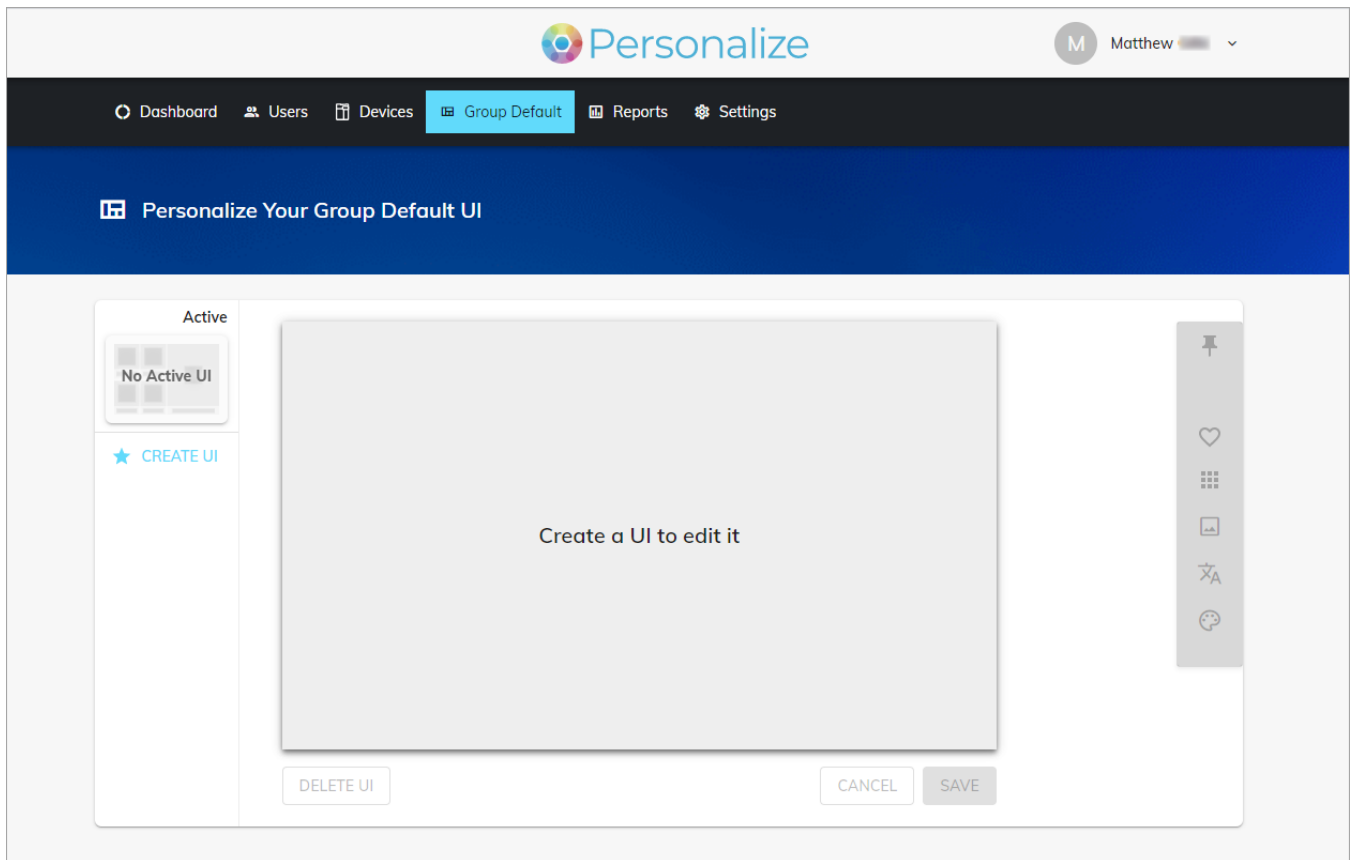 Personalize
M Matthew
Dashboard Users Devices Group Default Reports Settings
Personalize Your Group Default UI
Active
No Active UI
CREATE UI
Create a UI to edit it
DELETE UI CANCEL SAVE